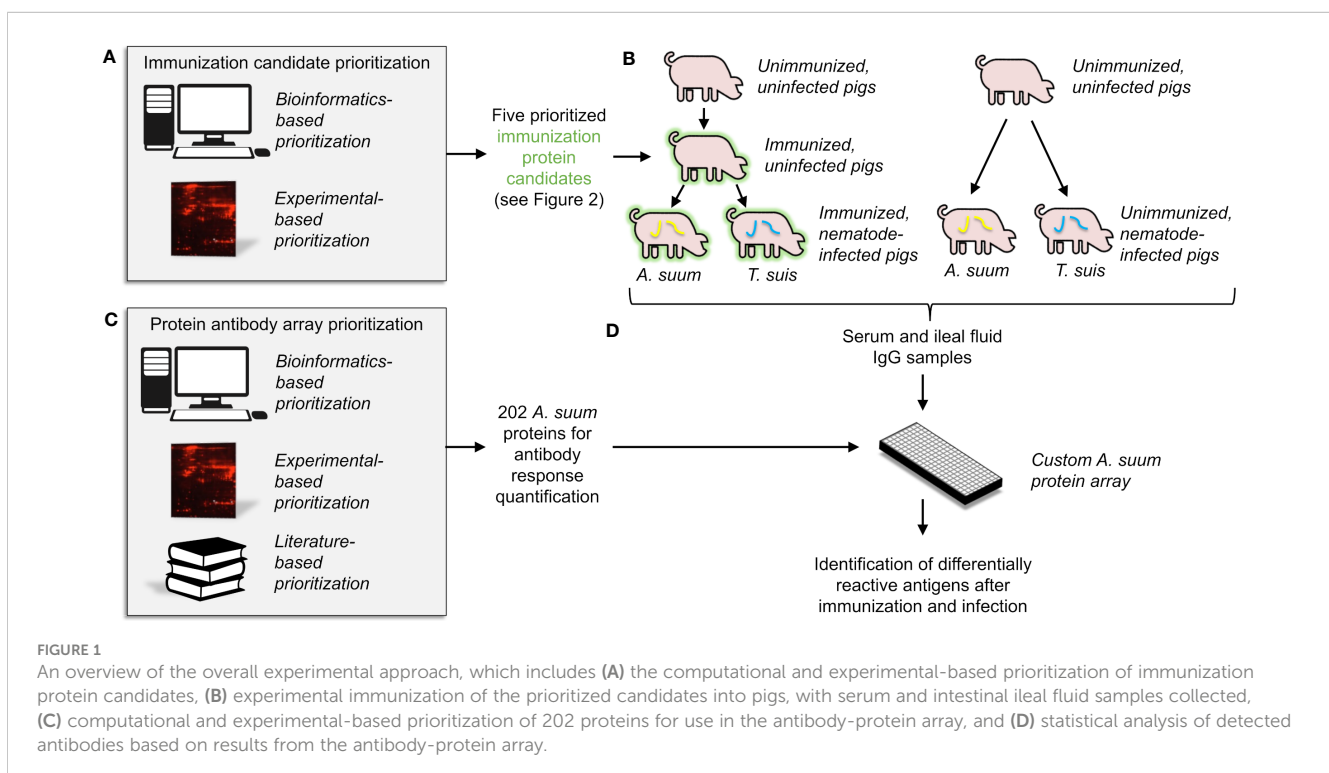 A
Immunization candidate prioritization
Bioinformatics-
based
prioritization
Experimental-
based
prioritization
Five prioritized
immunization
protein
candidates
(see Figure 2)
B
Unimmunized,
uninfected pigs
Immunized,
uninfected pigs
Immunized,
nematode-
infected pigs
A. suum
T. suis
Unimmunized,
uninfected pigs
Unimmunized,
nematode-
infected pigs
A. suum
T. suis
C
Protein antibody array prioritization
Bioinformatics-
based
prioritization
Experimental-
based
prioritization
Literature-
based
prioritization
202 A. suum
proteins for
antibody
response
quantification
D
Serum and ileal fluid
IgG samples
Custom A. suum
protein array
Identification of differentially
reactive antigens after
immunization and infection
FIGURE 1
An overview of the overall experimental approach, which includes (A) the computational and experimental-based prioritization of immunization
protein candidates, (B) experimental immunization of the prioritized candidates into pigs, with serum and intestinal ileal fluid samples collected,
(C) computational and experimental-based prioritization of 202 proteins for use in the antibody-protein array, and (D) statistical analysis of detected
antibodies based on results from the antibody-protein array.